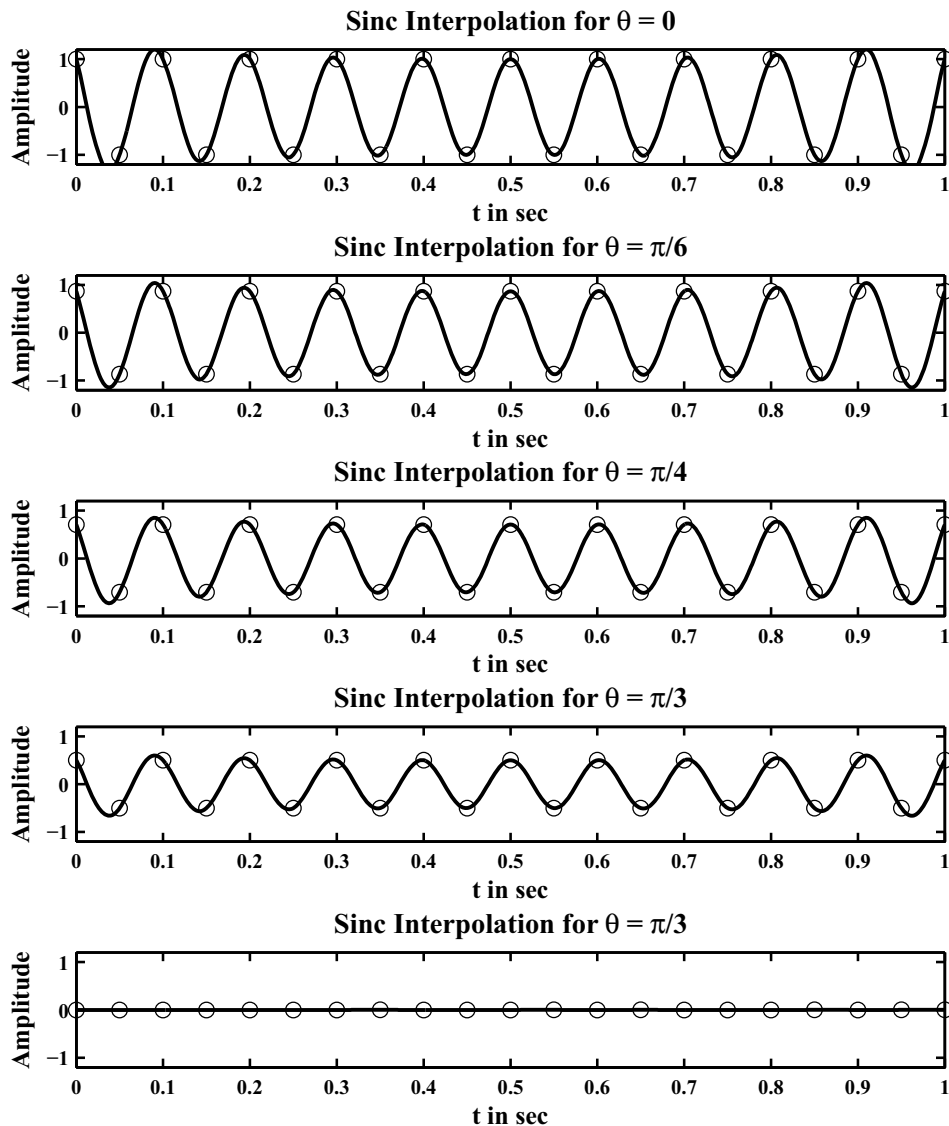 Sinc Interpolation for θ = 0
Amplitude
1
0
−1
0 0.1 0.2 0.3 0.4 0.5 0.6 0.7 0.8 0.9 1
t in sec
Sinc Interpolation for θ = π/6
Amplitude
1
0
−1
0 0.1 0.2 0.3 0.4 0.5 0.6 0.7 0.8 0.9 1
t in sec
Sinc Interpolation for θ = π/4
Amplitude
1
0
−1
0 0.1 0.2 0.3 0.4 0.5 0.6 0.7 0.8 0.9 1
t in sec
Sinc Interpolation for θ = π/3
Amplitude
1
0
−1
0 0.1 0.2 0.3 0.4 0.5 0.6 0.7 0.8 0.9 1
t in sec
Sinc Interpolation for θ = π/3
Amplitude
1
0
−1
0 0.1 0.2 0.3 0.4 0.5 0.6 0.7 0.8 0.9 1
t in sec